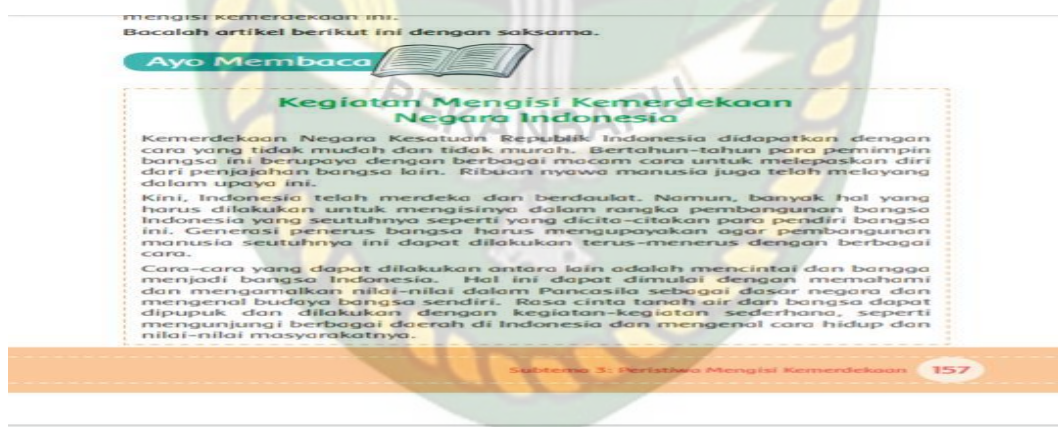 mengisi kemerdekaan ini.
Bacalah artikel berikut ini dengan saksama.
Ayo Membaca
Kegiatan Mengisi Kemerdekaan
Negara Indonesia
Kemerdekaan Negara Kesatuan Republik Indonesia didapatkan dengan
cara yang tidak mudah dan tidak murah. Bertahun-tahun para pemimpin
bangsa ini berupaya dengan berbagai macam cara untuk melepaskan diri
dari penjajahan bangsa lain. Ribuan nyawa manusia juga telah melayang
dalam upaya ini.
Kini, Indonesia telah merdeka dan berdaulat. Namun, banyak hal yang
harus dilakukan untuk mengisinya dalam rangka pembangunan bangsa
Indonesia yang seutuhnya seperti yang dicita-citakan para pendiri bangsa
ini. Generasi penerus bangsa harus mengupayakan agar pembangunan
manusia seutuhnya ini dapat dilakukan terus-menerus dengan berbagai
cara.
Cara-cara yang dapat dilakukan antara lain adalah mencintai dan bangga
menjadi bangsa Indonesia. Hal ini dapat dimulai dengan memahami
dan mengamalkan nilai-nilai dalam Pancasila sebagai dasar negara dan
mengenal budaya bangsa sendiri. Rasa cinta tanah air dan bangsa dapat
dipupuk dan dilakukan dengan kegiatan-kegiatan sederhana, seperti
mengunjungi berbagai daerah di Indonesia dan mengenal cara hidup dan
nilai-nilai masyarakatnya.
Subtema 3: Peristiwa Mengisi Kemerdekaan 157